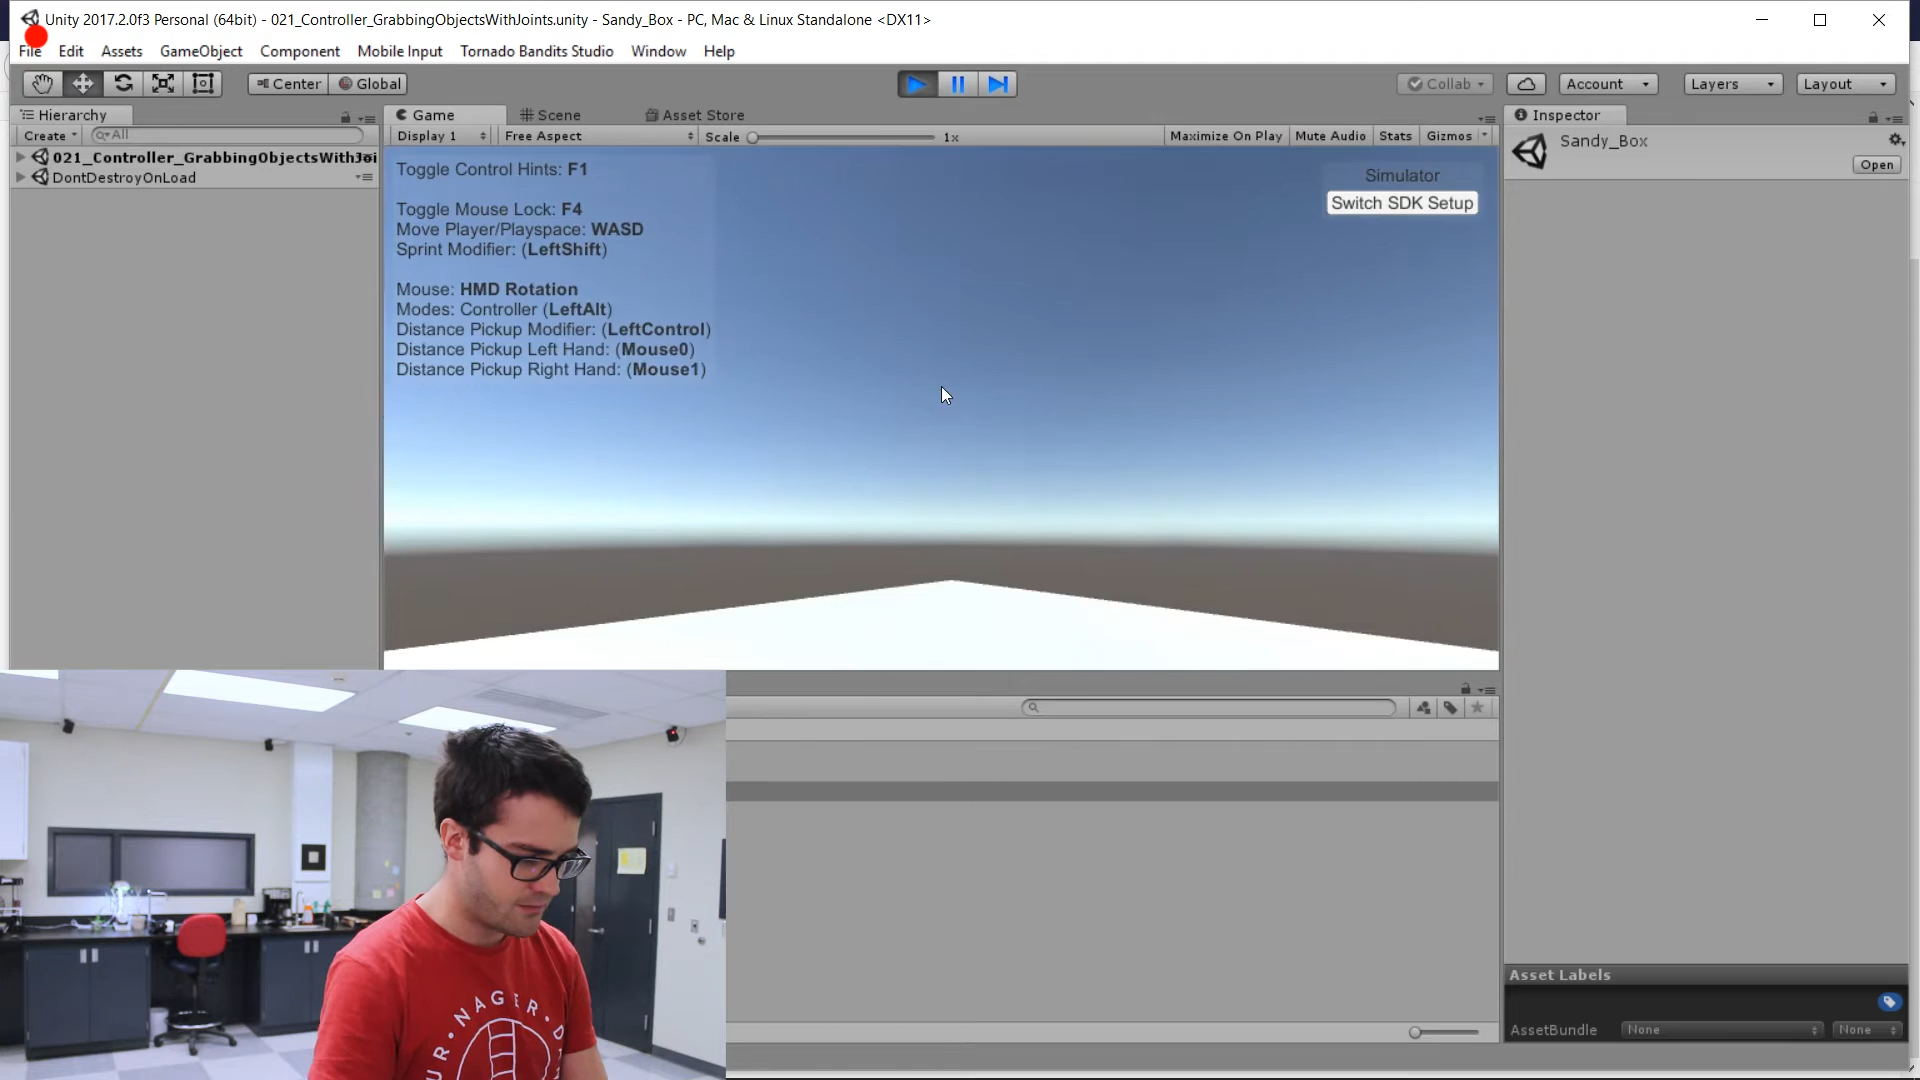 Unity 2017.2.0f3 Personal (64bit) - 021_Controller_GrabbingObjectsWithJoints.unity - Sandy_Box - PC, Mac & Linux Standalone <DX11>
File Edit Assets GameObject Component Mobile Input Tornado Bandits Studio Window Help
Center Global Collab Account Layers Layout
Hierarchy Game Scene Asset Store Inspector
Create All Display 1 Free Aspect Scale 1x Maximize On Play Mute Audio Stats Gizmos
Sandy_Box
Open
021_Controller_GrabbingObjectsWithJoi
DontDestroyOnLoad
Toggle Control Hints: F1
Toggle Mouse Lock: F4
Move Player/Playspace: WASD
Sprint Modifier: (LeftShift)
Mouse: HMD Rotation
Modes: Controller (LeftAlt)
Distance Pickup Modifier: (LeftControl)
Distance Pickup Left Hand: (Mouse0)
Distance Pickup Right Hand: (Mouse1)
Simulator
Switch SDK Setup
UR·NAGER·D
Asset Labels
AssetBundle None None